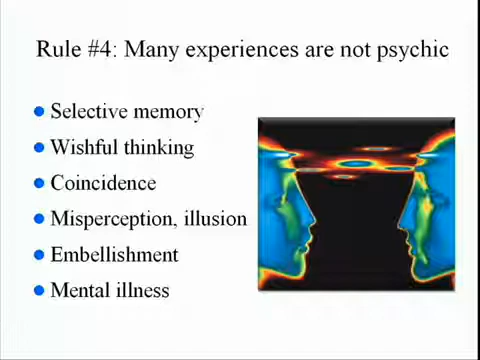 Rule #4: Many experiences are not psychic
Selective memory
Wishful thinking
Coincidence
Misperception, illusion
Embellishment
Mental illness